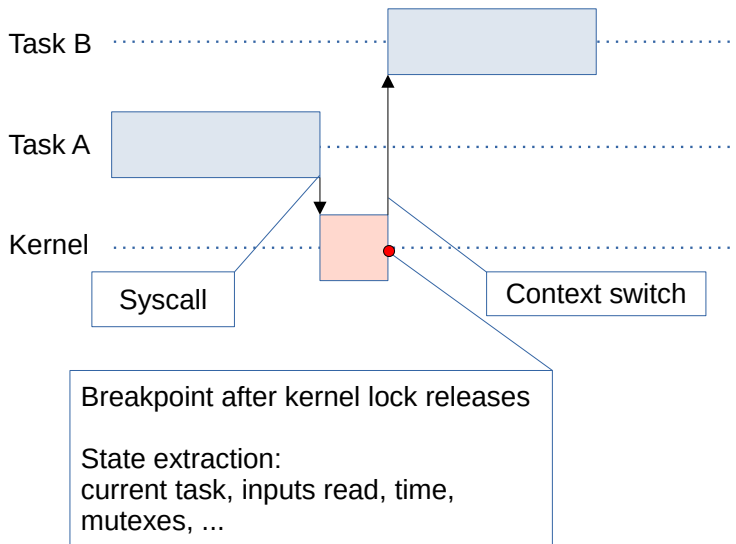 Task B
Task A
Kernel
Syscall
Context switch
Breakpoint after kernel lock releases
State extraction:
current task, inputs read, time,
mutexes, ...